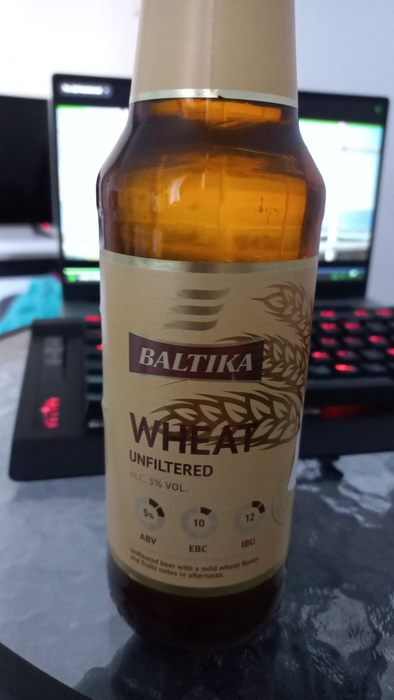 BALTIKA
WHEAT
UNFILTERED
ALC. 5% VOL.
5% 10 12
ABV EBC IBU
Unfiltered beer with a mild wheat flavor
and fruity notes in aftertaste